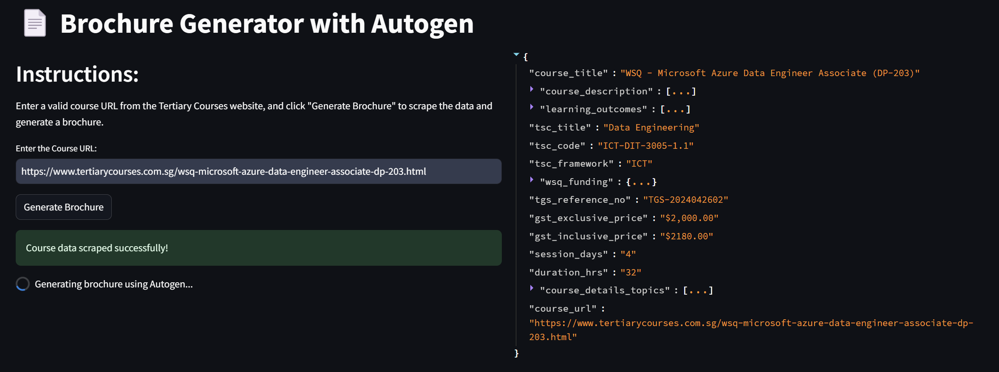 Brochure Generator with Autogen
Instructions:
Enter a valid course URL from the Tertiary Courses website, and click "Generate Brochure" to scrape the data and
generate a brochure.
Enter the Course URL:
https://www.tertiarycourses.com.sg/wsq-microsoft-azure-data-engineer-associate-dp-203.html
Generate Brochure
Course data scraped successfully!
Generating brochure using Autogen...
{
"course_title" : "WSQ - Microsoft Azure Data Engineer Associate (DP-203)"
"course_description" : [...]
"learning_outcomes" : [...]
"tsc_title" : "Data Engineering"
"tsc_code" : "ICT-DIT-3005-1.1"
"tsc_framework" : "ICT"
"wsq_funding" : {...}
"tgs_reference_no" : "TGS-2024042602"
"gst_exclusive_price" : "$2,000.00"
"gst_inclusive_price" : "$2180.00"
"session_days" : "4"
"duration_hrs" : "32"
"course_details_topics" : [...]
"course_url" :
"https://www.tertiarycourses.com.sg/wsq-microsoft-azure-data-engineer-associate-dp-
203.html"
}